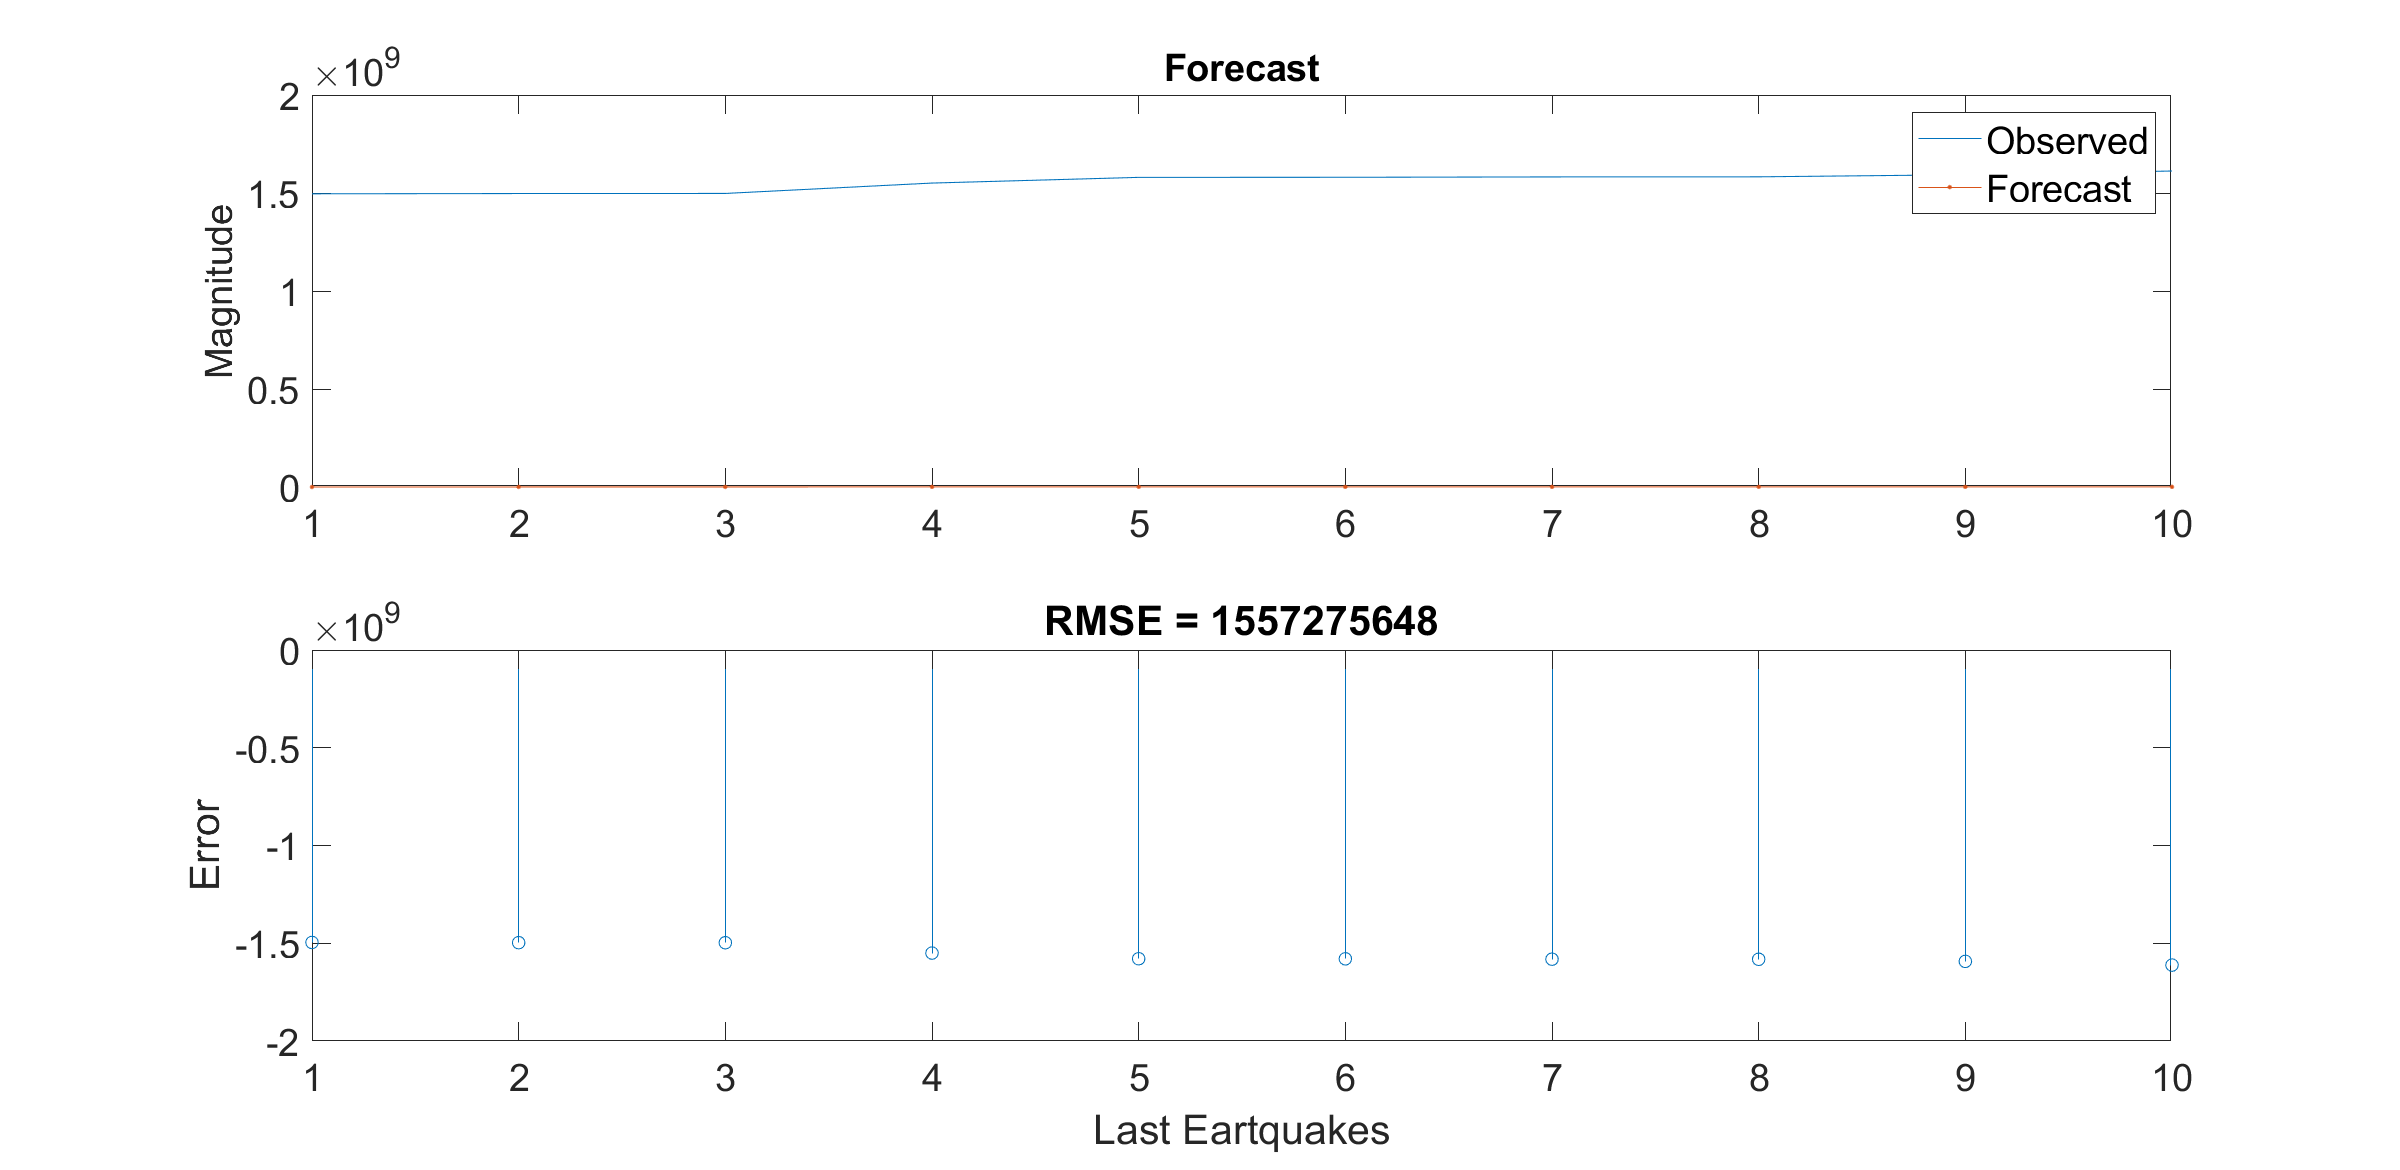 Forecast
×10^9
2
1.5
1
0.5
0
Magnitude
Observed
Forecast
1 2 3 4 5 6 7 8 9 10
RMSE = 1557275648
×10^9
0
-0.5
-1
-1.5
-2
Error
1 2 3 4 5 6 7 8 9 10
Last Eartquakes